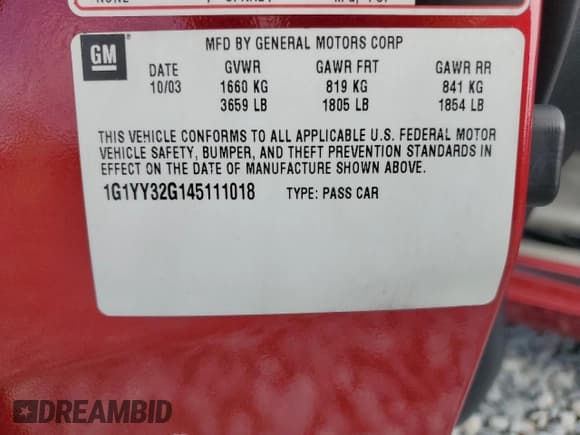 GM
MFD BY GENERAL MOTORS CORP
DATE GVWR GAWR FRT GAWR RR
10/03 1660 KG 819 KG 841 KG
3659 LB 1805 LB 1854 LB
THIS VEHICLE CONFORMS TO ALL APPLICABLE U.S. FEDERAL MOTOR
VEHICLE SAFETY, BUMPER, AND THEFT PREVENTION STANDARDS IN
EFFECT ON THE DATE OF MANUFACTURE SHOWN ABOVE.
1G1YY32G145111018 TYPE: PASS CAR
DREAMBID